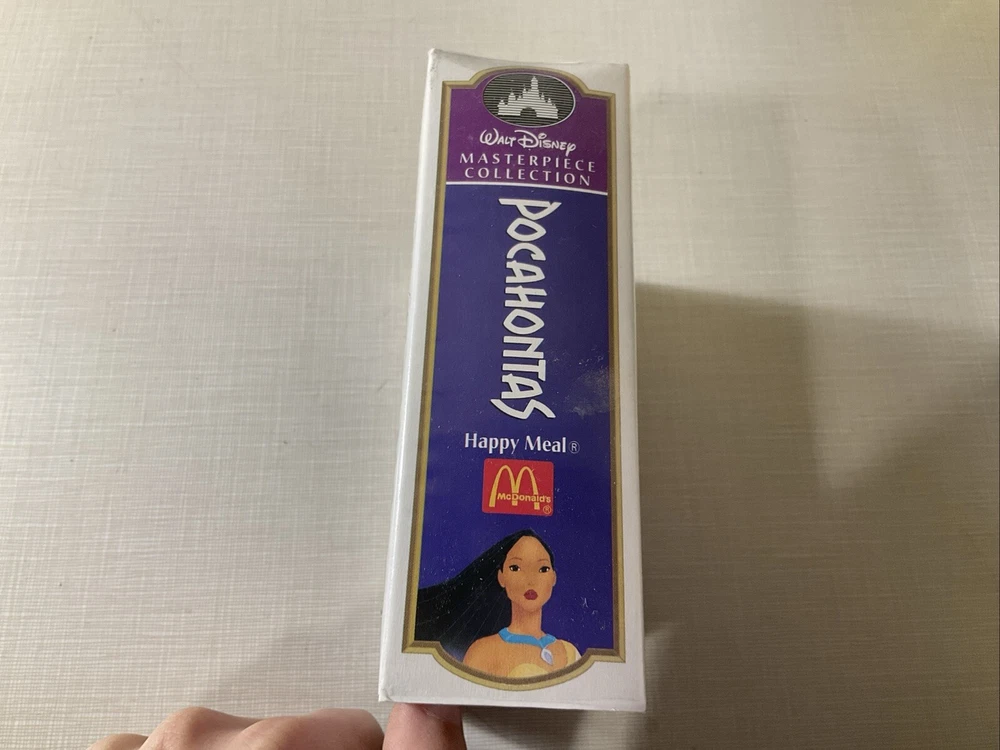 WALT DISNEY
MASTERPIECE
COLLECTION
POCAHONTAS
Happy Meal®
McDonald's®